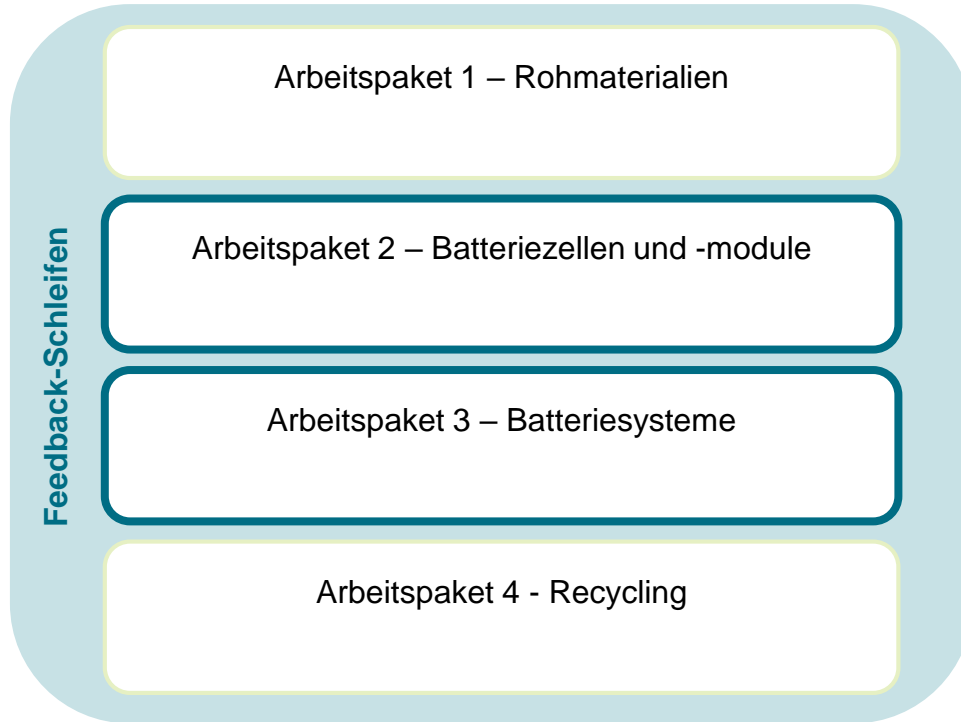 Arbeitspaket 1 – Rohmaterialien
Feedback-Schleifen
Arbeitspaket 2 – Batteriezellen und -module
Arbeitspaket 3 – Batteriesysteme
Arbeitspaket 4 - Recycling